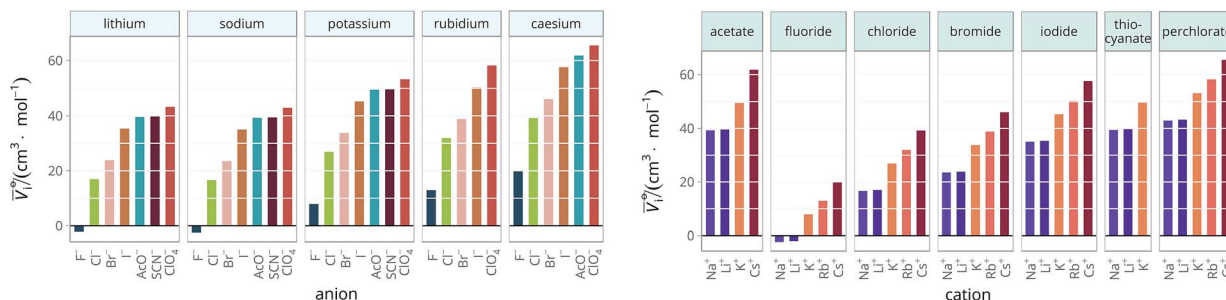 lithium sodium potassium rubidium caesium
60
40
20
0
V̅ᵢ°/(cm³ · mol⁻¹)
F⁻ Cl⁻ Br⁻ I⁻ AcO⁻ SCN⁻ ClO₄⁻
F⁻ Cl⁻ Br⁻ I⁻ AcO⁻ SCN⁻ ClO₄⁻
F⁻ Cl⁻ Br⁻ I⁻ AcO⁻ SCN⁻ ClO₄⁻
F⁻ Cl⁻ Br⁻ I⁻ ClO₄⁻
F⁻ Cl⁻ Br⁻ I⁻ AcO⁻ ClO₄⁻
anion
acetate fluoride chloride bromide iodide thio-cyanate perchlorate
60
40
20
0
V̅ᵢ°/(cm³ · mol⁻¹)
Na⁺ Li⁺ K⁺ Cs⁺
Na⁺ Li⁺ K⁺ Rb⁺ Cs⁺
Na⁺ Li⁺ K⁺ Rb⁺ Cs⁺
Na⁺ Li⁺ K⁺ Rb⁺ Cs⁺
Na⁺ Li⁺ K⁺ Rb⁺ Cs⁺
Na⁺ Li⁺ K⁺
Na⁺ Li⁺ K⁺ Rb⁺ Cs⁺
cation